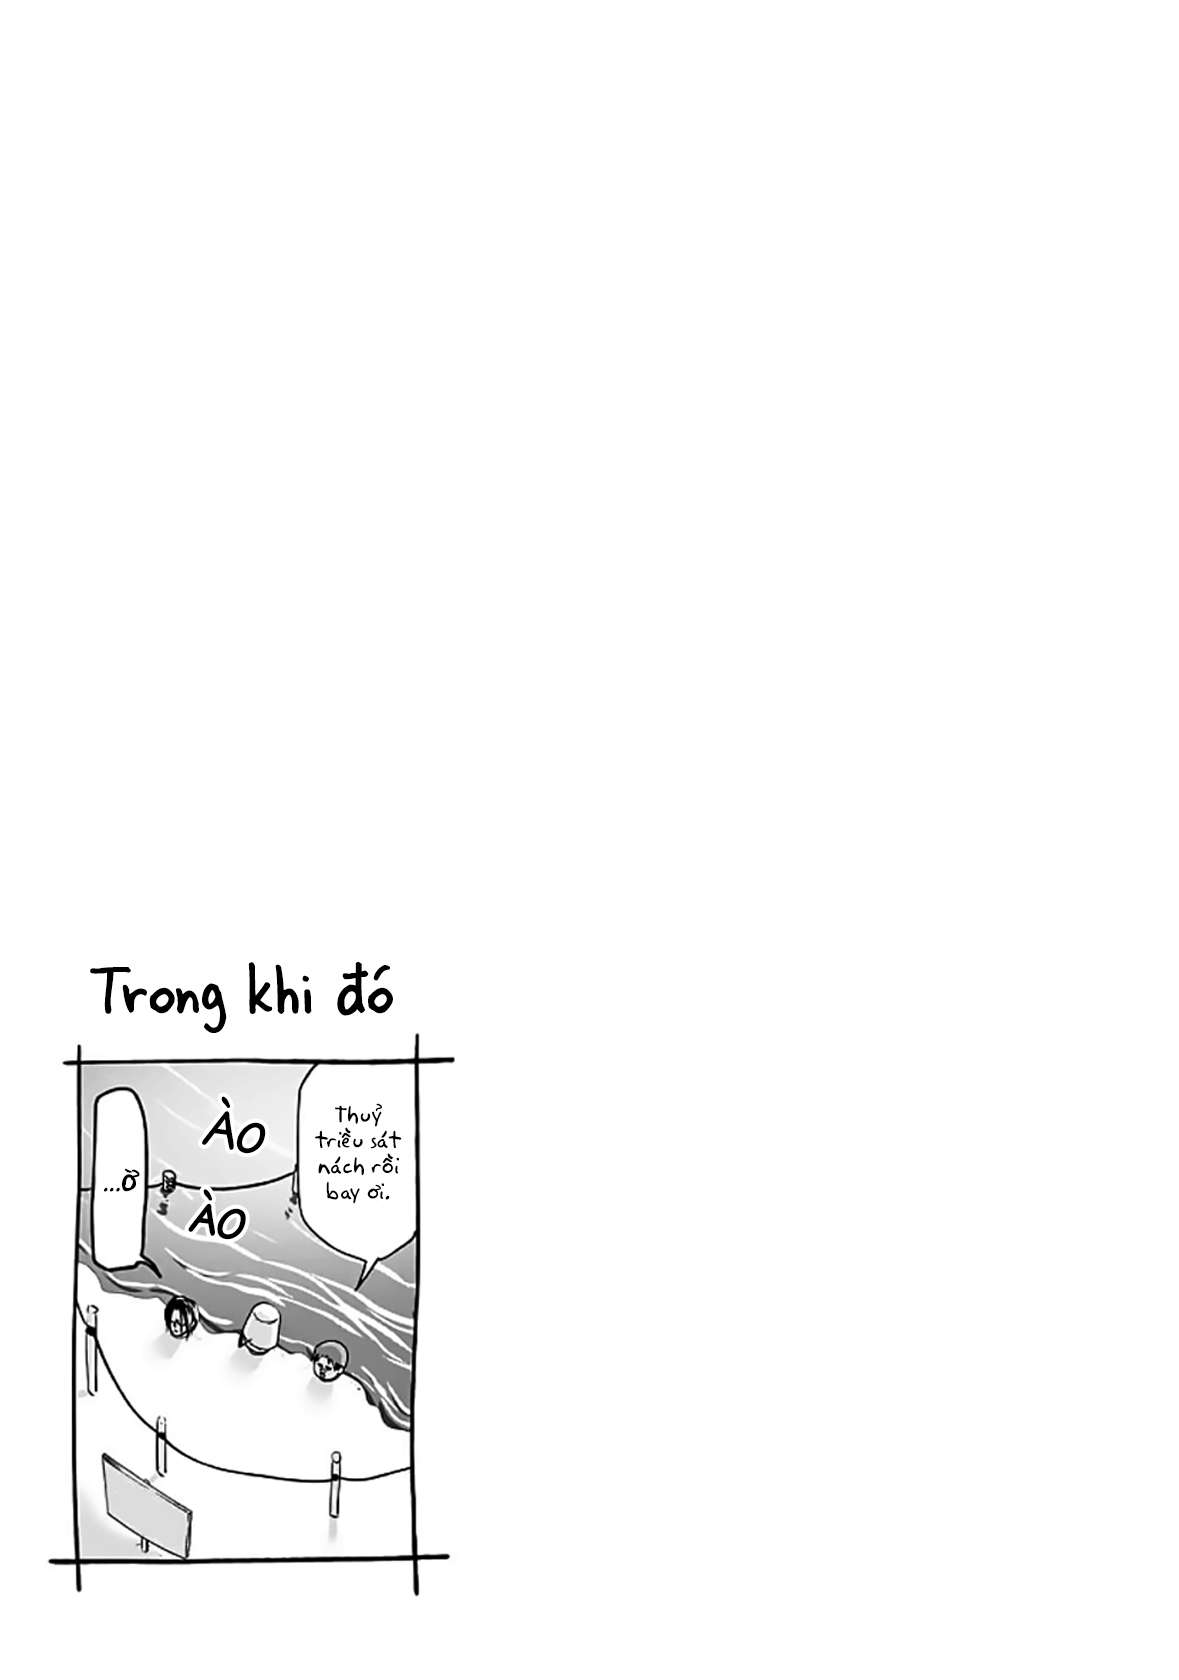 Trong khi đó
Thuỷ
triều sát
nách rồi
bay ơi.
ÀO
ÀO
...Ờ